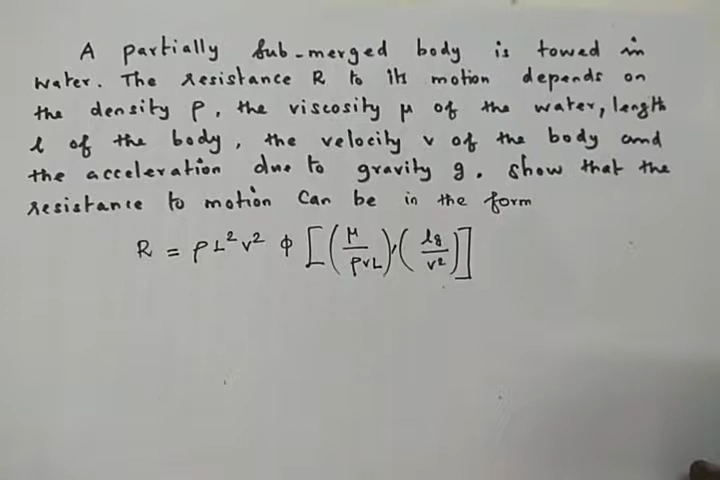 A partially sub-merged body is towed in
water. The resistance R to its motion depends on
the density ρ, the viscosity μ of the water, length
l of the body, the velocity v of the body and
the acceleration due to gravity g. show that the
resistance to motion can be in the form
R = ρL²v² φ [(μ/ρvL),(lg/v²)]